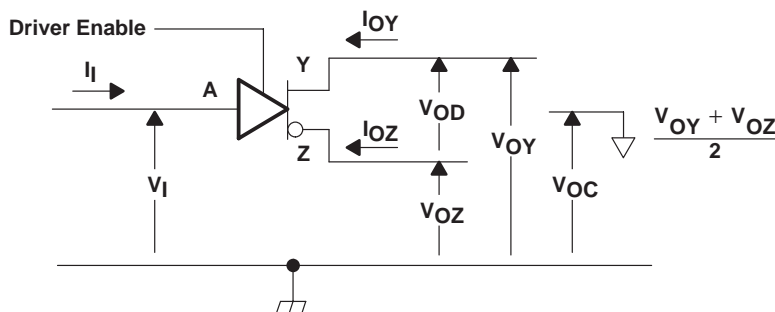 Driver Enable
IOY
II
A
Y
IOZ
Z
VI
VOD
VOY
VOZ
VOC
VOY + VOZ
2